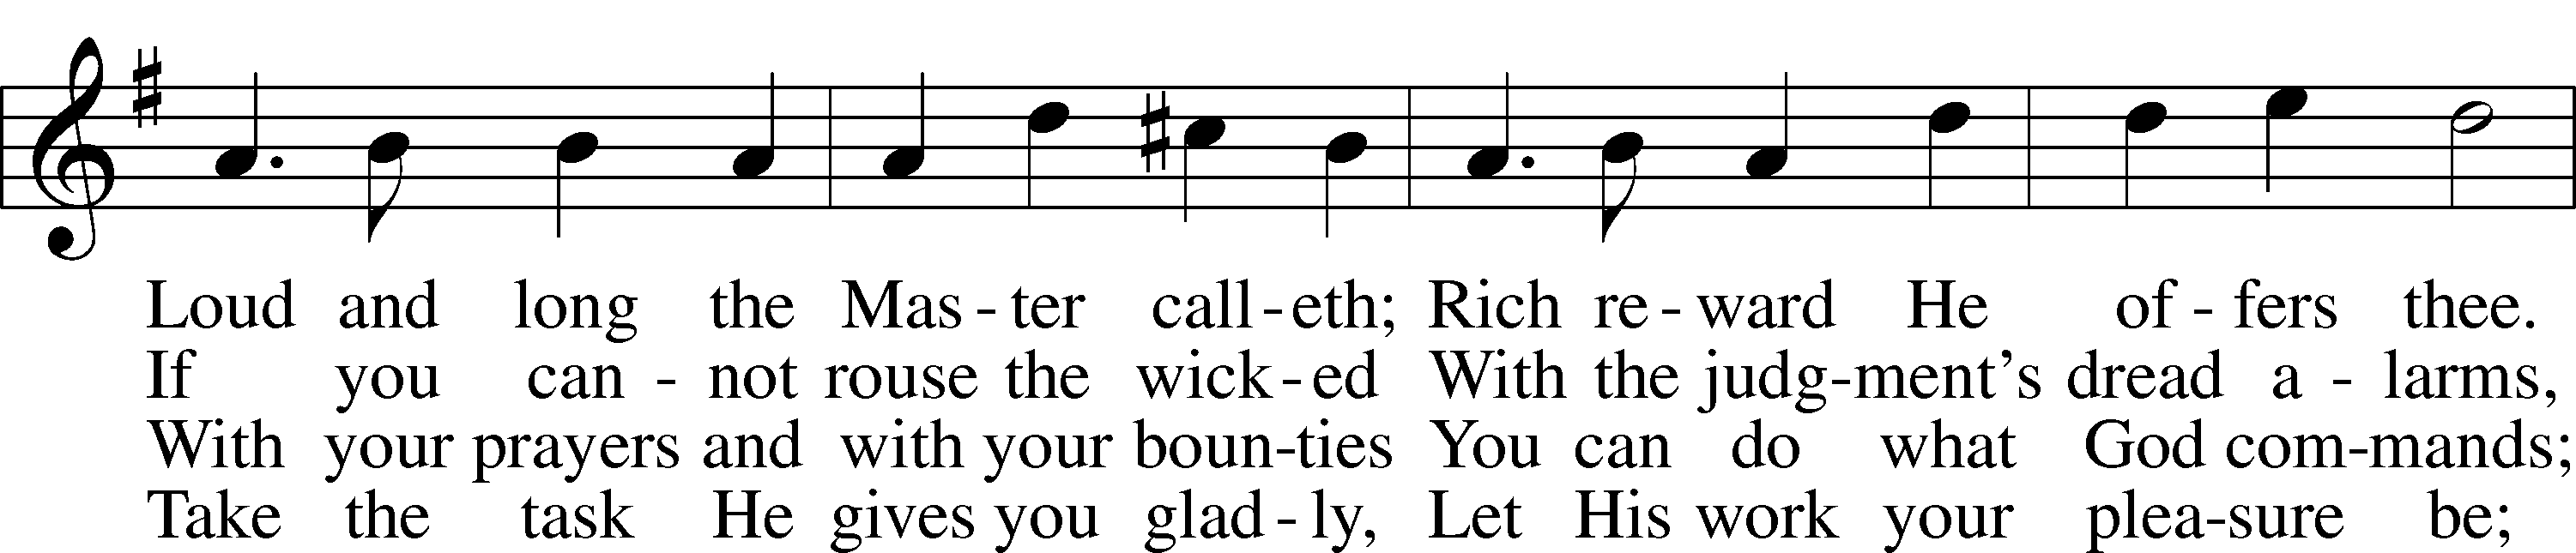 Loud and long the Mas - ter call - eth; Rich re - ward He of - fers thee.
If you can - not rouse the wick - ed With the judg - ment's dread a - larms,
With your prayers and with your boun - ties You can do what God com - mands;
Take the task He gives you glad - ly, Let His work your plea - sure be;